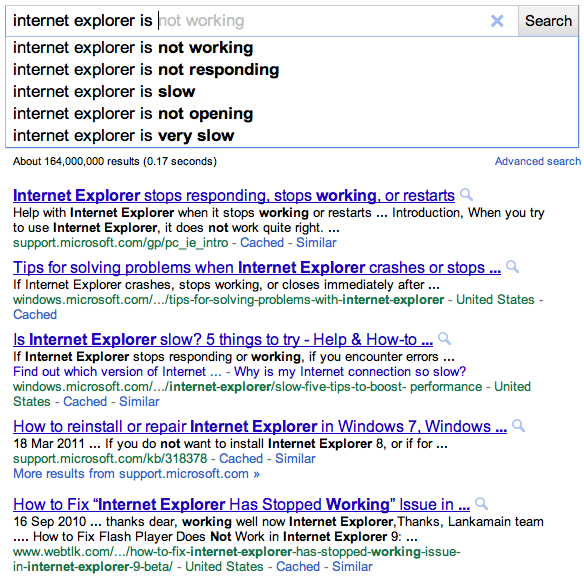 internet explorer is not working
Search
internet explorer is not working
internet explorer is not responding
internet explorer is slow
internet explorer is not opening
internet explorer is very slow
About 164,000,000 results (0.17 seconds)
Advanced search
Internet Explorer stops responding, stops working, or restarts
Help with Internet Explorer when it stops working or restarts ... Introduction, When you try
to use Internet Explorer, it does not work quite right. ...
support.microsoft.com/gp/pc_ie_intro - Cached - Similar
Tips for solving problems when Internet Explorer crashes or stops ...
If Internet Explorer crashes, stops working, or closes immediately after ...
windows.microsoft.com/.../tips-for-solving-problems-with-internet-explorer - United States -
Cached
Is Internet Explorer slow? 5 things to try - Help & How-to ...
If Internet Explorer stops responding or working, if you encounter errors ...
Find out which version of Internet ... - Why is my Internet connection so slow?
windows.microsoft.com/.../internet-explorer/slow-five-tips-to-boost- performance - United
States - Cached - Similar
How to reinstall or repair Internet Explorer in Windows 7, Windows ...
18 Mar 2011 ... If you do not want to install Internet Explorer 8, or if for ...
support.microsoft.com/kb/318378 - Cached - Similar
More results from support.microsoft.com »
How to Fix “Internet Explorer Has Stopped Working” Issue in ...
16 Sep 2010 ... thanks dear, working well now Internet Explorer,Thanks, Lankamain team
.... How to Fix Flash Player Does Not Work in Internet Explorer 9: ...
www.webtlk.com/.../how-to-fix-internet-explorer-has-stopped-working-issue-
in-internet-explorer-9-beta/ - United States - Cached - Similar